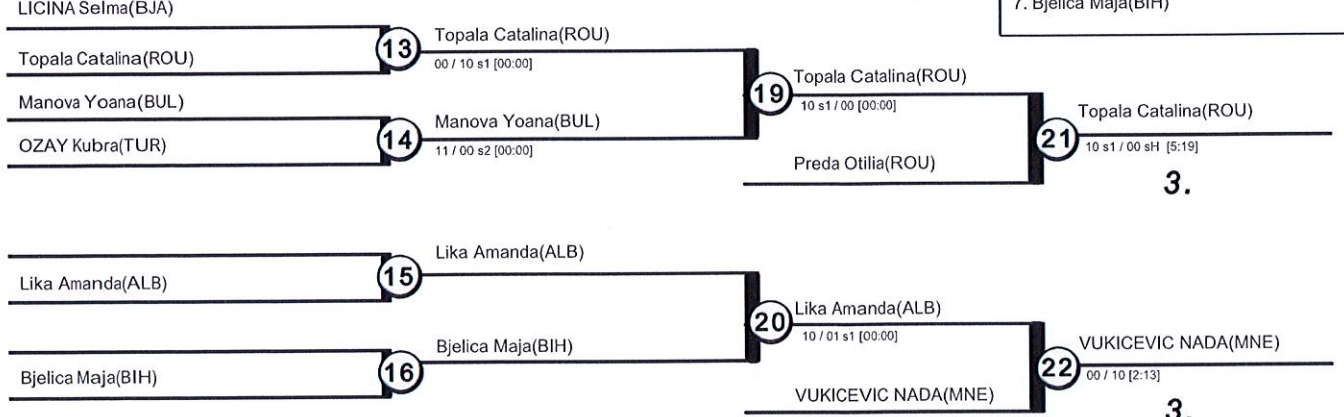 LICINA Selma(BJA)
7. Bjelica Maja(BIH)
Topala Catalina(ROU)
13
Topala Catalina(ROU)
00 / 10 s1 [00:00]
Manova Yoana(BUL)
OZAY Kubra(TUR)
14
Manova Yoana(BUL)
11 / 00 s2 [00:00]
19
Topala Catalina(ROU)
10 s1 / 00 [00:00]
Preda Otilia(ROU)
21
Topala Catalina(ROU)
10 s1 / 00 sH [5:19]
3.
Lika Amanda(ALB)
15
Lika Amanda(ALB)
Bjelica Maja(BIH)
16
Bjelica Maja(BIH)
20
Lika Amanda(ALB)
10 / 01 s1 [00:00]
VUKICEVIC NADA(MNE)
22
VUKICEVIC NADA(MNE)
00 / 10 [2:13]
3.